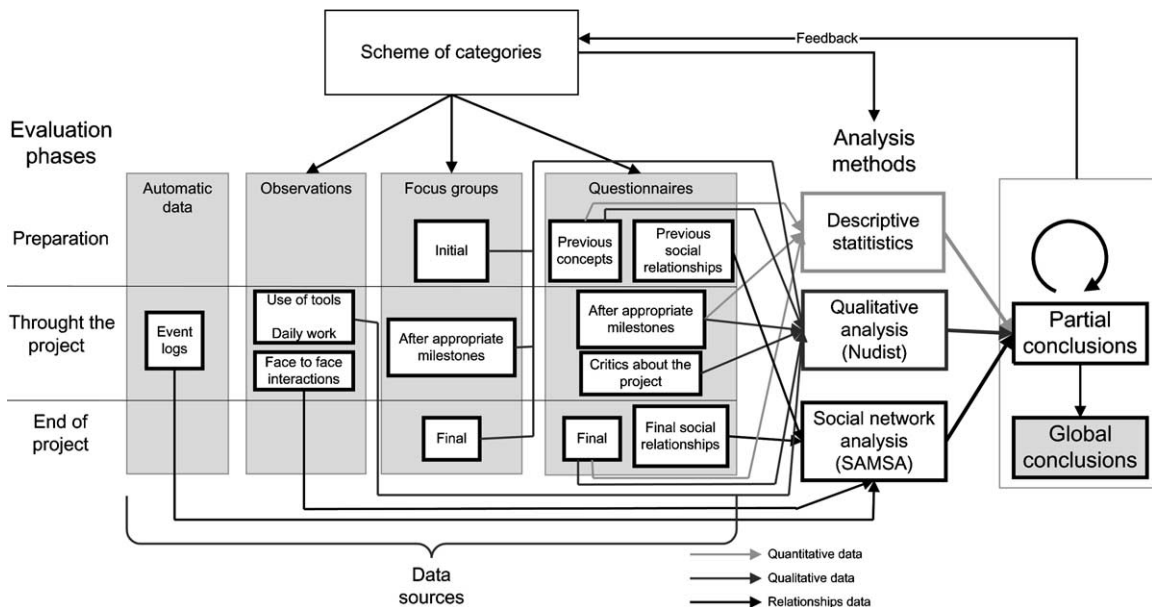 Scheme of categories
Feedback
Evaluation
phases
Analysis
methods
Automatic
data
Observations
Focus groups
Questionnaires
Preparation
Initial
Previous
concepts
Previous
social
relationships
Descriptive
statitistics
Throught the
project
Event
logs
Use of tools
Daily work
Face to face
interactions
After appropriate
milestones
After appropriate
milestones
Critics about the
project
Qualitative
analysis
(Nudist)
Partial
conclusions
End of
project
Final
Final
Final social
relationships
Social network
analysis
(SAMSA)
Global
conclusions
Data
sources
Quantitative data
Qualitative data
Relationships data